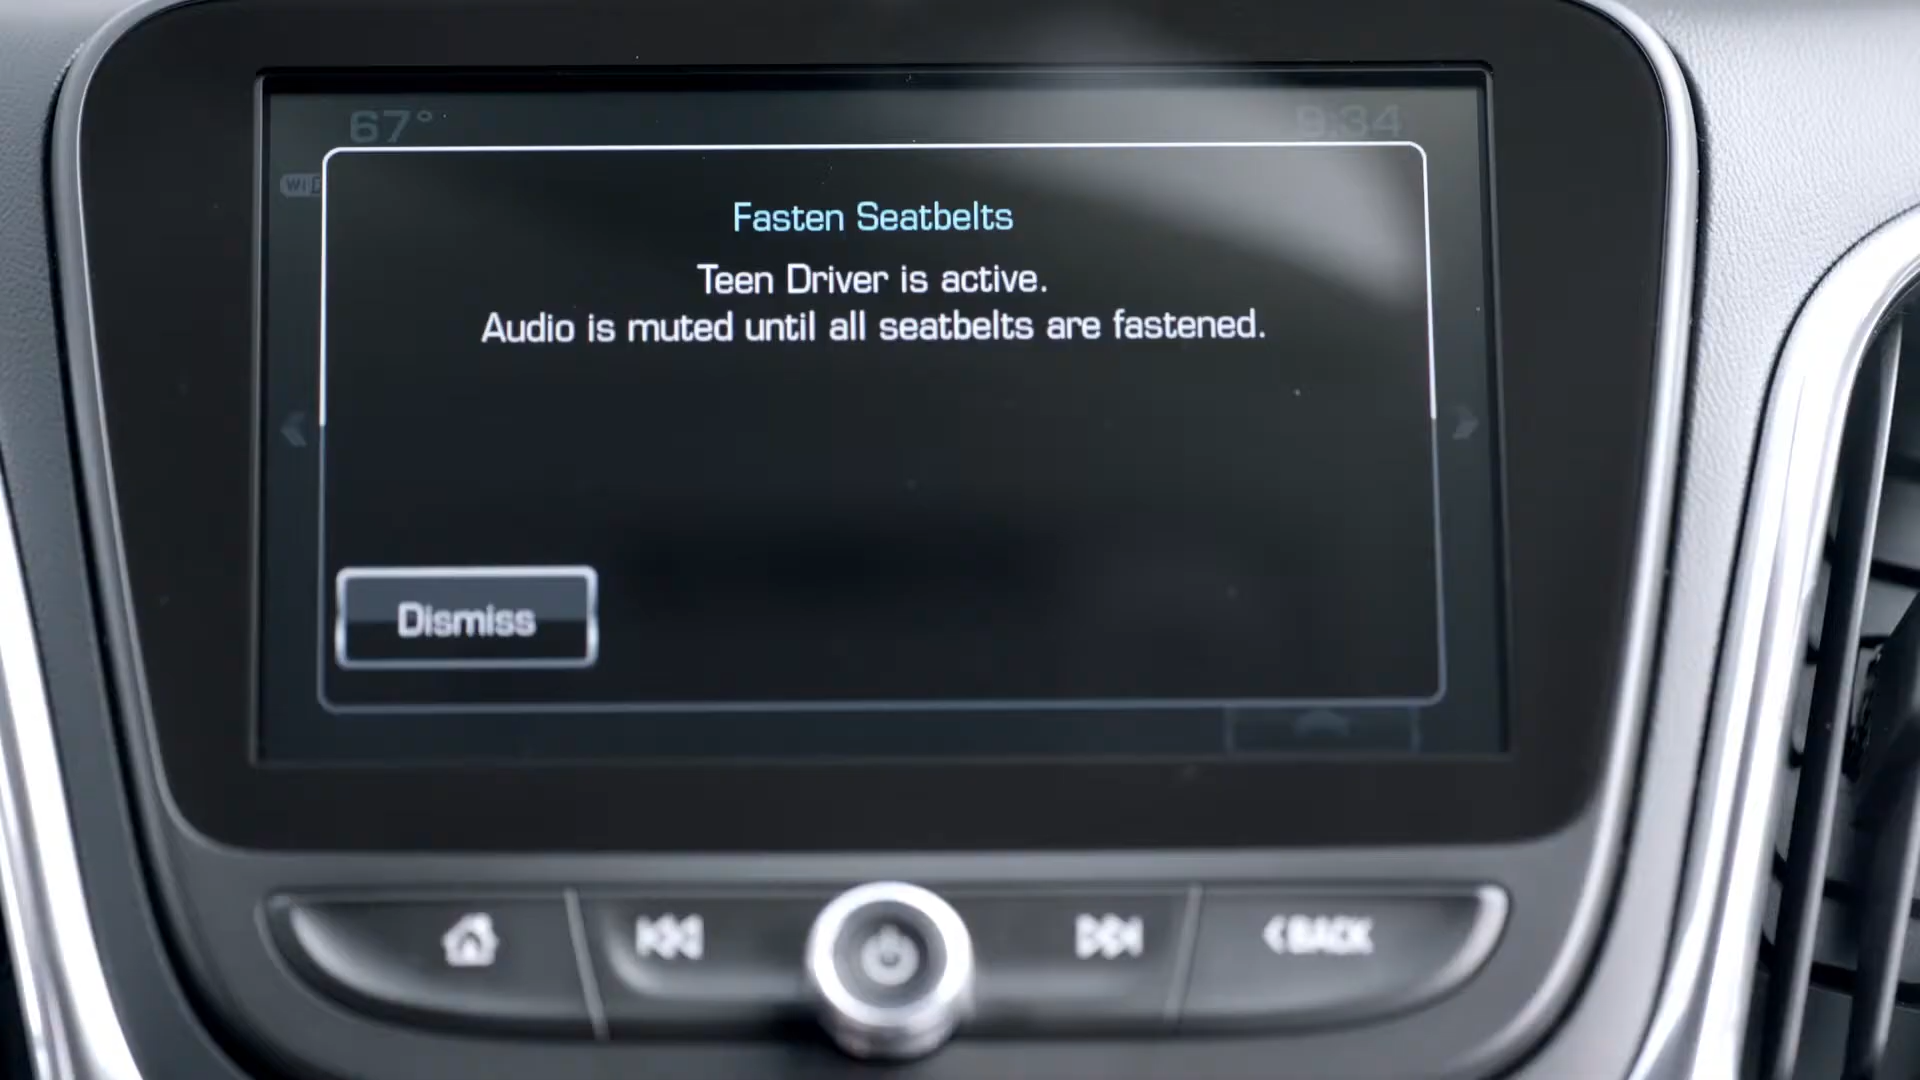 67°
9:34
Fasten Seatbelts
Teen Driver is active.
Audio is muted until all seatbelts are fastened.
Dismiss
BACK